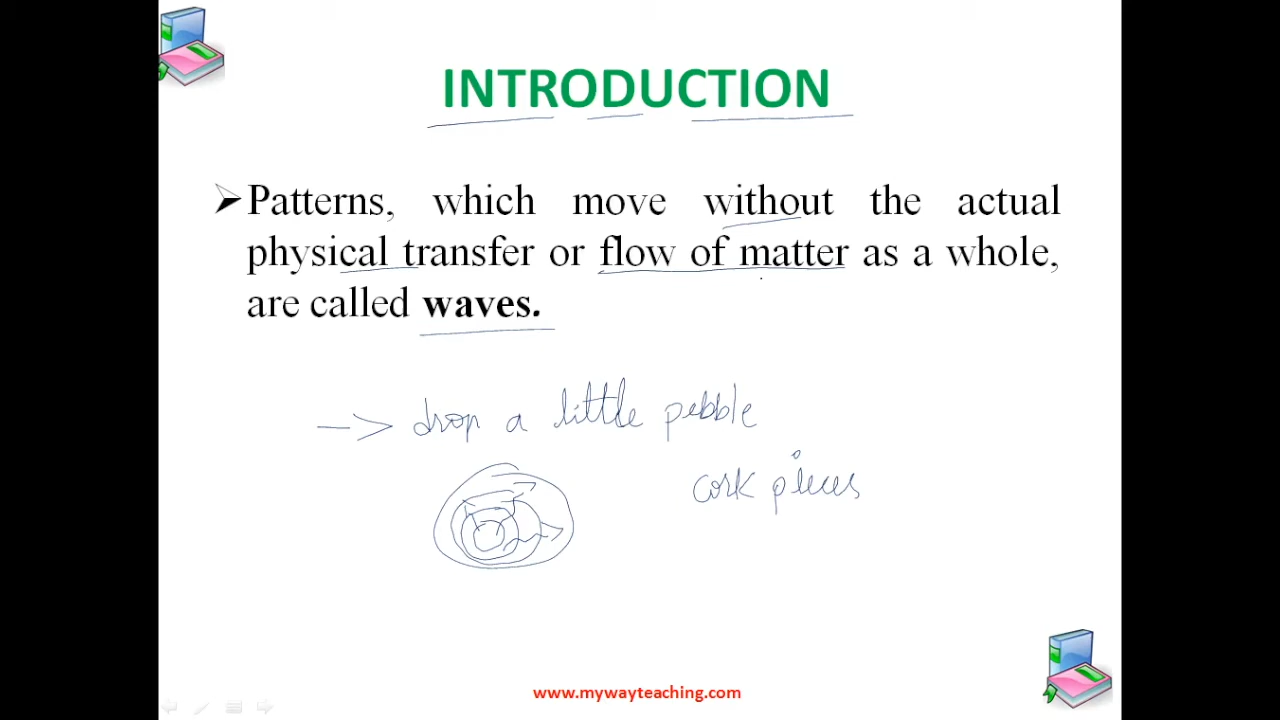 INTRODUCTION
Patterns, which move without the actual
physical transfer or flow of matter as a whole,
are called waves.
-> drop a little pebble
cork pieces
www.mywayteaching.com